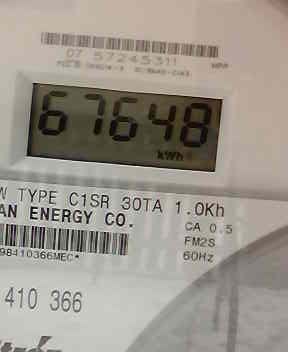 07 57245311
67648
kWh
W TYPE C1SR 30TA 1.0Kh
AN ENERGY CO.
CA 0.5
FM2S
98410366MEC*
60Hz
410 366